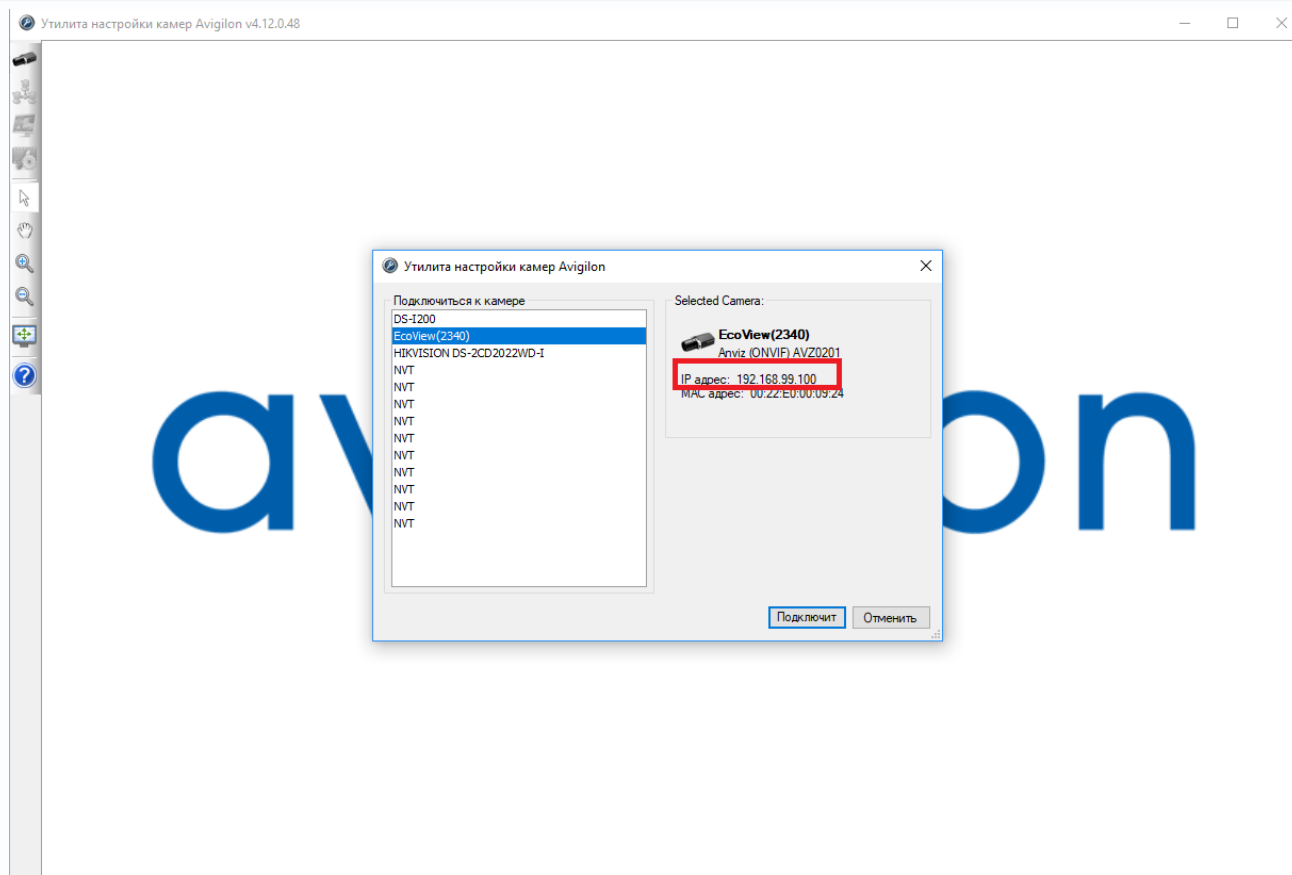 Утилита настройки камер Avigilon v4.12.0.48
Утилита настройки камер Avigilon
Подключиться к камере
DS-I200
EcoView(2340)
HIKVISION DS-2CD2022WD-I
NVT
NVT
NVT
NVT
NVT
NVT
NVT
NVT
NVT
NVT
Selected Camera:
EcoView(2340)
Anviz (ONVIF) AVZ0201
IP адрес: 192.168.99.100
MAC адрес: 00:22:E0:00:09:24
Подключит
Отменить
av on